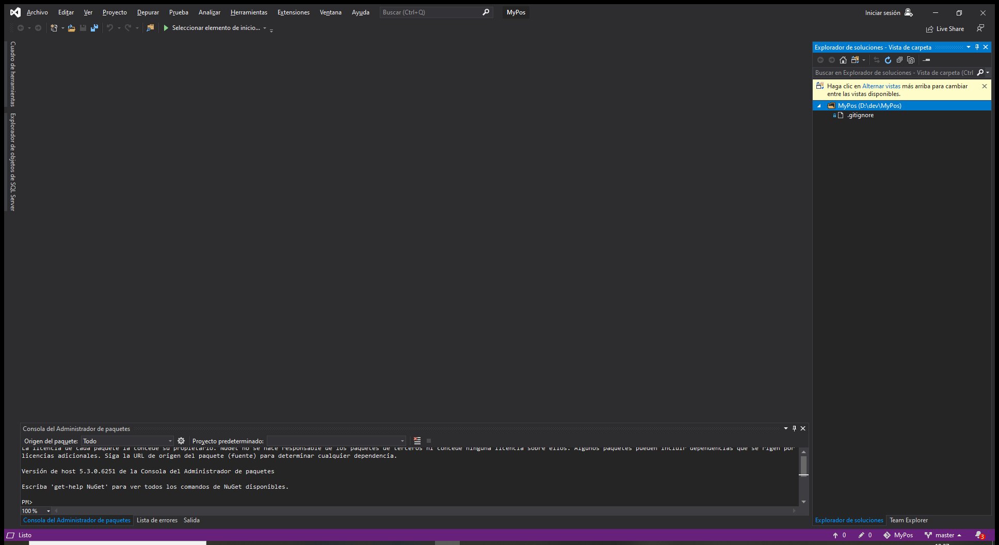 Archivo Editar Ver Proyecto Depurar Prueba Analizar Herramientas Extensiones Ventana Ayuda Buscar (Ctrl+Q) MyPos Iniciar sesión
Seleccionar elemento de inicio... Live Share
Cuadro de herramientas
Explorador de objetos de SQL Server
Explorador de soluciones - Vista de carpeta
Buscar en Explorador de soluciones - Vista de carpeta (Ctrl
Haga clic en Alternar vistas más arriba para cambiar
entre las vistas disponibles.
MyPos (D:\dev\MyPos)
.gitignore
Consola del Administrador de paquetes
Origen del paquete: Todo Proyecto predeterminado:
La licencia de cada paquete la concede su propietario. NuGet no se hace responsable de los paquetes de terceros ni concede ninguna licencia sobre ellos. Algunos paquetes pueden incluir dependencias que se rigen por
licencias adicionales. Siga la URL de origen del paquete (fuente) para determinar cualquier dependencia.
Versión de host 5.3.0.6251 de la Consola del Administrador de paquetes
Escriba 'get-help NuGet' para ver todos los comandos de NuGet disponibles.
PM>
100 %
Consola del Administrador de paquetes Lista de errores Salida
Explorador de soluciones Team Explorer
Listo 0 0 MyPos master 3